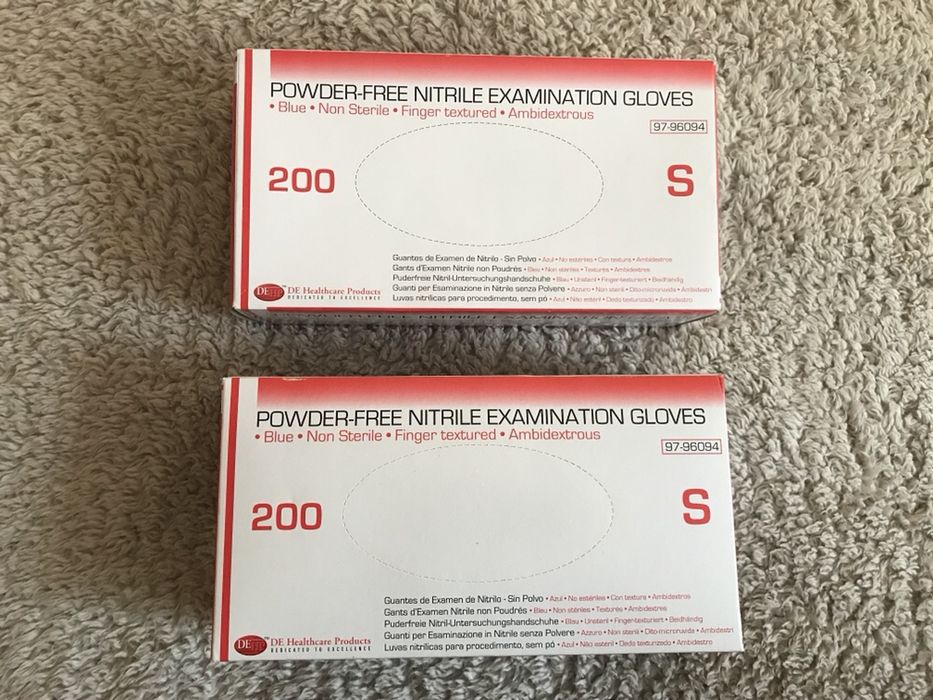 POWDER-FREE NITRILE EXAMINATION GLOVES
• Blue • Non Sterile • Finger textured • Ambidextrous
97-96094
200
S
Guantes de Examen de Nitrilo - Sin Polvo • Azul • No estériles • Con textura • Ambidextros
Gants d'Examen Nitrile non Poudrés • Bleu • Non stériles • Texturés • Ambidextres
Puderfreie Nitril-Untersuchungshandschuhe • Blau • Unsteril • Finger-texturiert • Beidhändig
Guanti per Esaminazione in Nitrile senza Polvere • Azzurro • Non sterili • Dito-microruvida • Ambidestri
Luvas nitrílicas para procedimento, sem pó • Azul • Não estéril • Dedo texturizado • Ambidestro
DE Healthcare Products
DEDICATED TO EXCELLENCE
POWDER-FREE NITRILE EXAMINATION GLOVES
• Blue • Non Sterile • Finger textured • Ambidextrous
97-96094
200
S
Guantes de Examen de Nitrilo - Sin Polvo • Azul • No estériles • Con textura • Ambidextros
Gants d'Examen Nitrile non Poudrés • Bleu • Non stériles • Texturés • Ambidextres
Puderfreie Nitril-Untersuchungshandschuhe • Blau • Unsteril • Finger-texturiert • Beidhändig
Guanti per Esaminazione in Nitrile senza Polvere • Azzurro • Non sterili • Dito-microruvida • Ambidestri
Luvas nitrílicas para procedimento, sem pó • Azul • Não estéril • Dedo texturizado • Ambidestro
DE Healthcare Products
DEDICATED TO EXCELLENCE